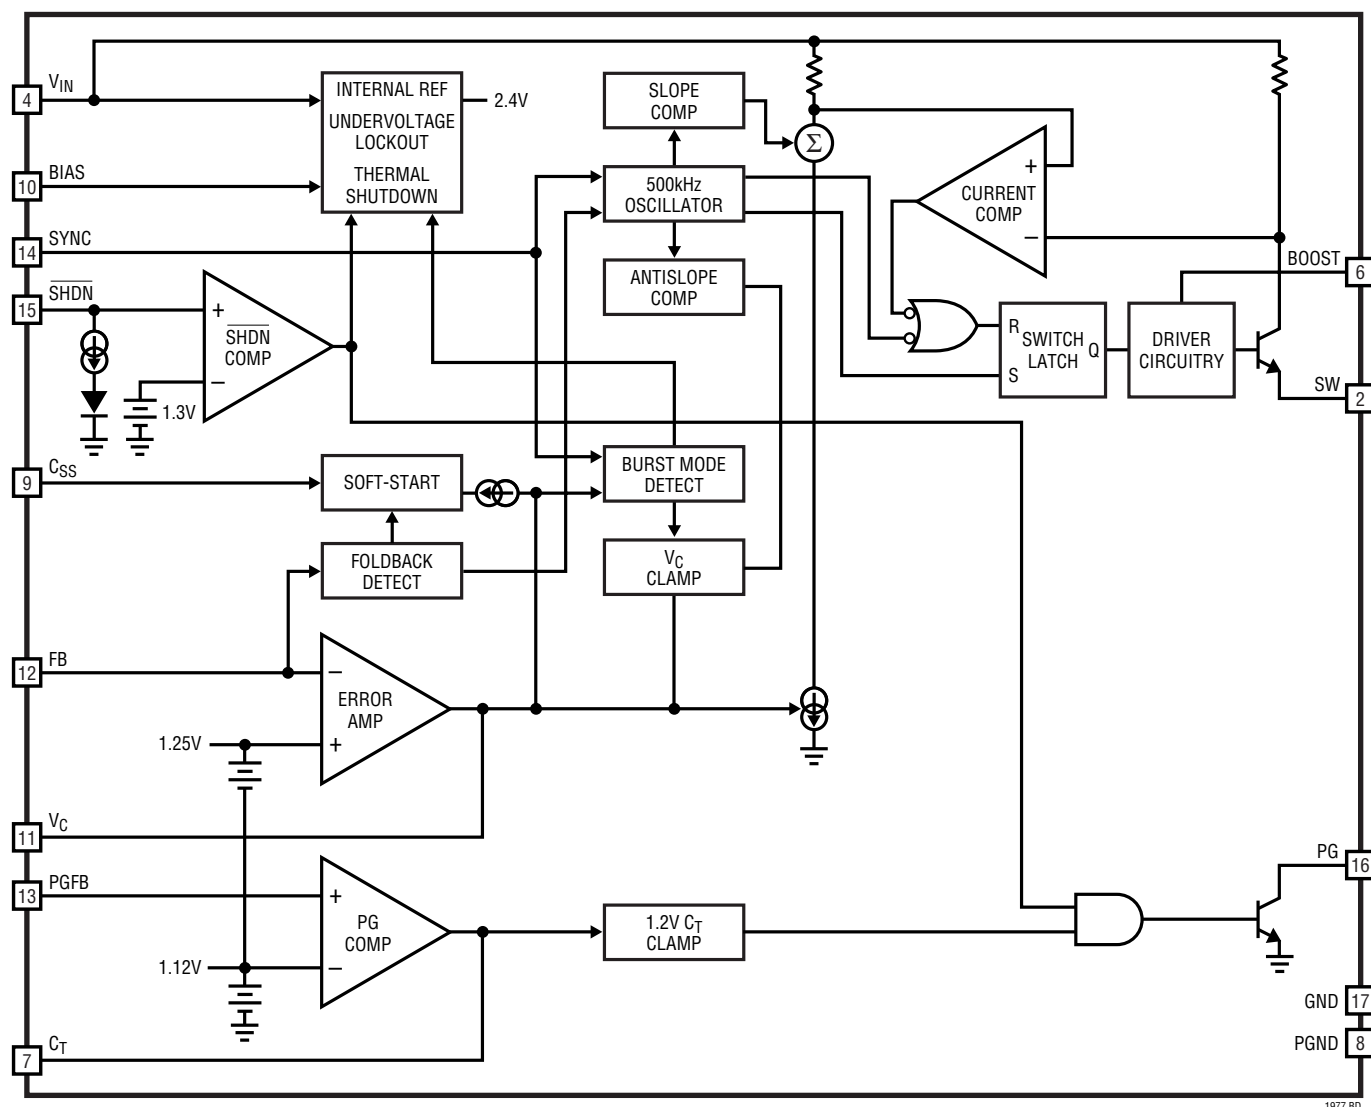 VIN
4
INTERNAL REF
UNDERVOLTAGE
LOCKOUT
THERMAL
SHUTDOWN
2.4V
SLOPE
COMP
Σ
BIAS
10
500kHz
OSCILLATOR
+
CURRENT
COMP
–
SYNC
14
ANTISLOPE
COMP
BOOST
6
SHDN
15
+
SHDN
COMP
–
1.3V
R
SWITCH
LATCH
Q
S
DRIVER
CIRCUITRY
SW
2
CSS
9
SOFT-START
BURST MODE
DETECT
FOLDBACK
DETECT
VC
CLAMP
FB
12
–
ERROR
AMP
+
1.25V
VC
11
PGFB
13
+
PG
COMP
–
1.12V
1.2V CT
CLAMP
PG
16
GND
17
PGND
8
CT
7
1977 BD